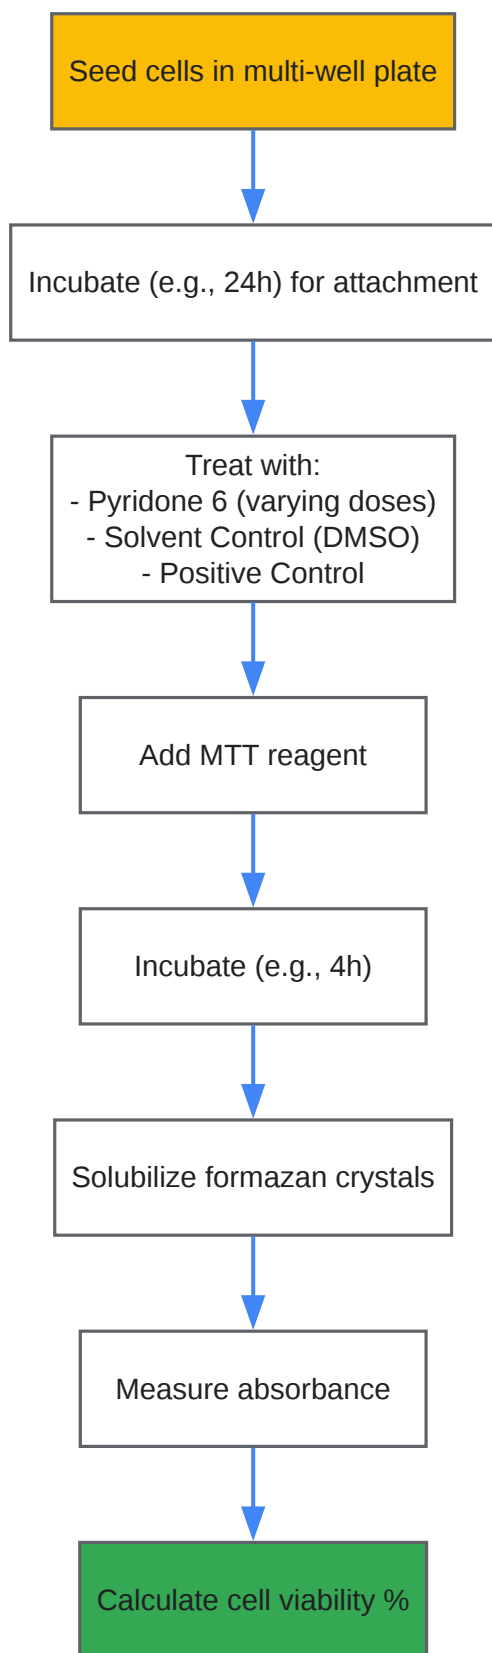 Seed cells in multi-well plate
Incubate (e.g., 24h) for attachment
Treat with:
- Pyridone 6 (varying doses)
- Solvent Control (DMSO)
- Positive Control
Add MTT reagent
Incubate (e.g., 4h)
Solubilize formazan crystals
Measure absorbance
Calculate cell viability %